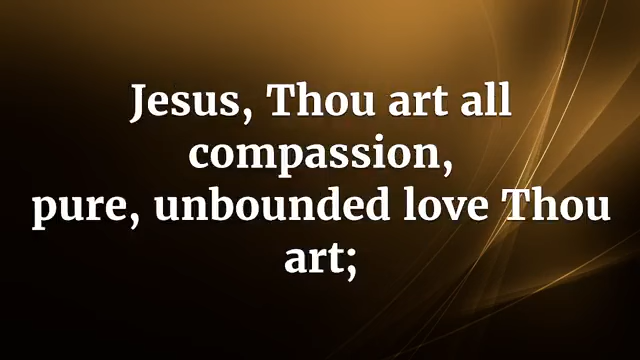 Jesus, Thou art all
compassion,
pure, unbounded love Thou
art;